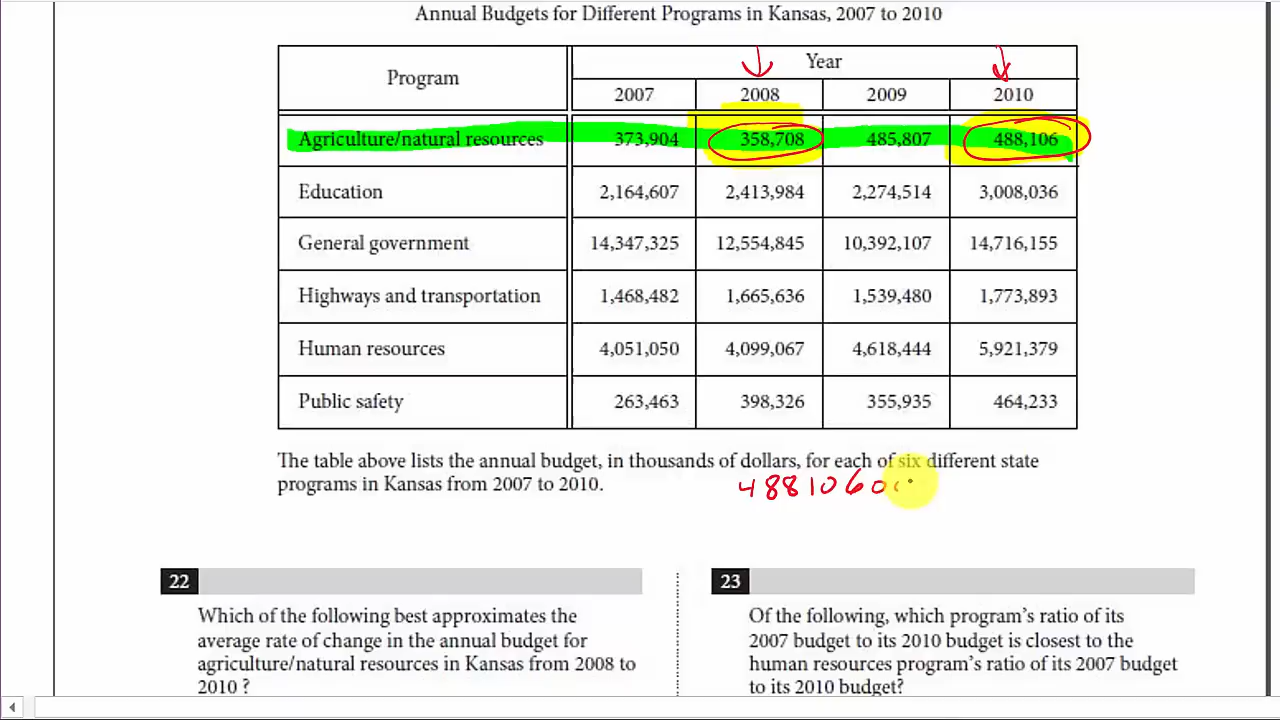 Annual Budgets for Different Programs in Kansas, 2007 to 2010
Program
Year
2007 2008 2009 2010
Agriculture/natural resources 373,904 358,708 485,807 488,106
Education 2,164,607 2,413,984 2,274,514 3,008,036
General government 14,347,325 12,554,845 10,392,107 14,716,155
Highways and transportation 1,468,482 1,665,636 1,539,480 1,773,893
Human resources 4,051,050 4,099,067 4,618,444 5,921,379
Public safety 263,463 398,326 355,935 464,233
The table above lists the annual budget, in thousands of dollars, for each of six different state
programs in Kansas from 2007 to 2010.
4881060
22
Which of the following best approximates the
average rate of change in the annual budget for
agriculture/natural resources in Kansas from 2008 to
2010 ?
23
Of the following, which program's ratio of its
2007 budget to its 2010 budget is closest to the
human resources program's ratio of its 2007 budget
to its 2010 budget?